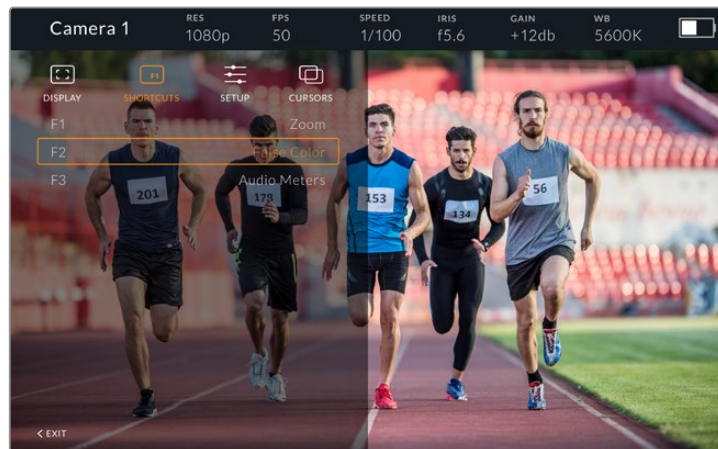 Camera 1
RES FPS SPEED IRIS GAIN WB
1080p 50 1/100 f5.6 +12db 5600K
F1
DISPLAY SHORTCUTS SETUP CURSORS
F1 Zoom
F2 False Color
F3 Audio Meters
201 178 153 134 56
< EXIT